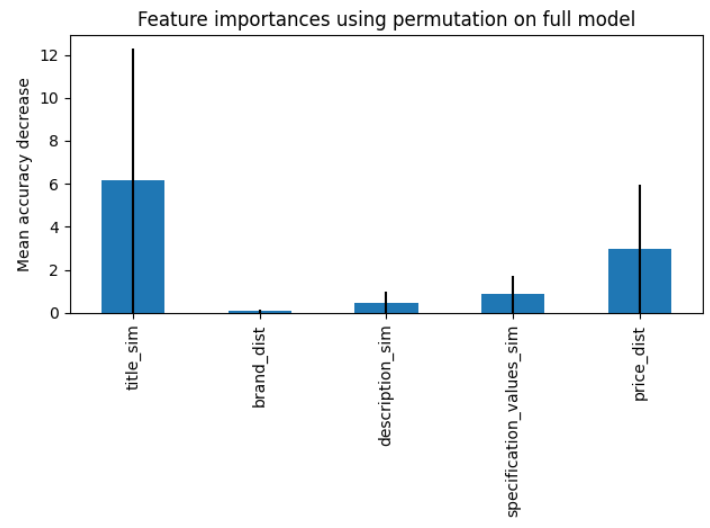 Feature importances using permutation on full model
Mean accuracy decrease
12
10
8
6
4
2
0
title_sim
brand_dist
description_sim
specification_values_sim
price_dist